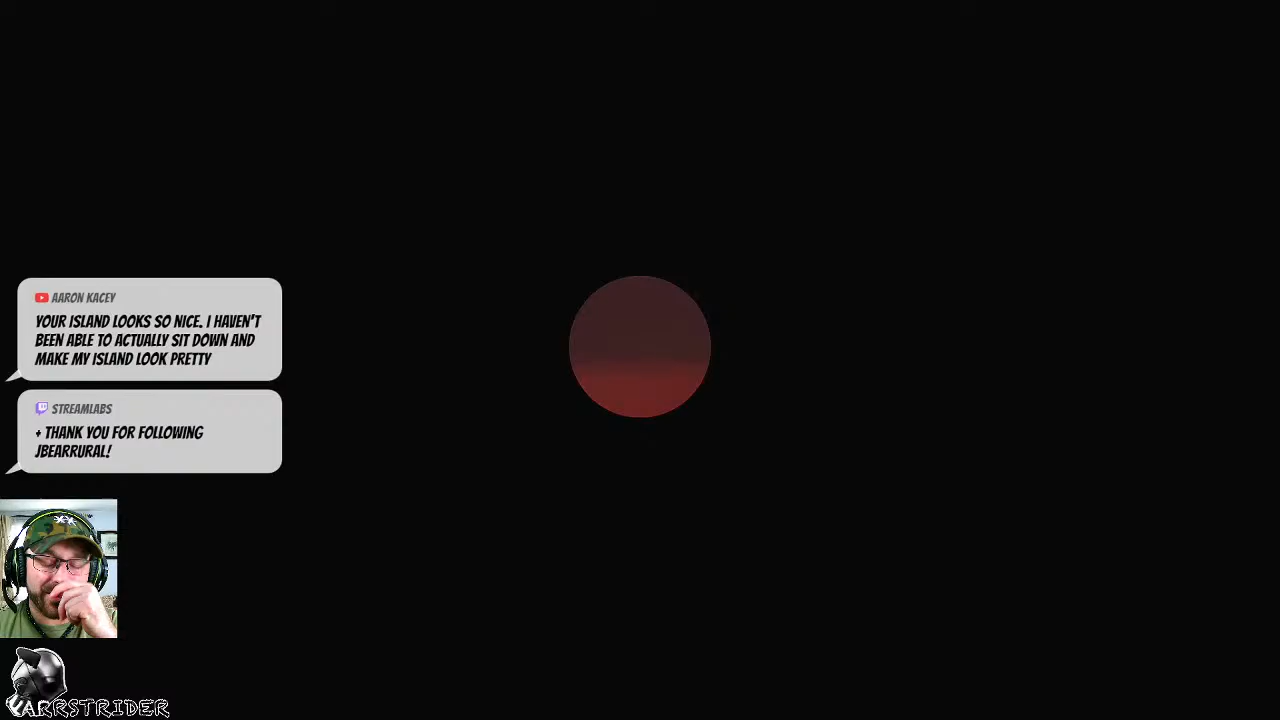 AARON KACEY
YOUR ISLAND LOOKS SO NICE. I HAVEN'T
BEEN ABLE TO ACTUALLY SIT DOWN AND
MAKE MY ISLAND LOOK PRETTY
STREAMLABS
+ THANK YOU FOR FOLLOWING
JBEARRURAL!
WARRSTRIDER